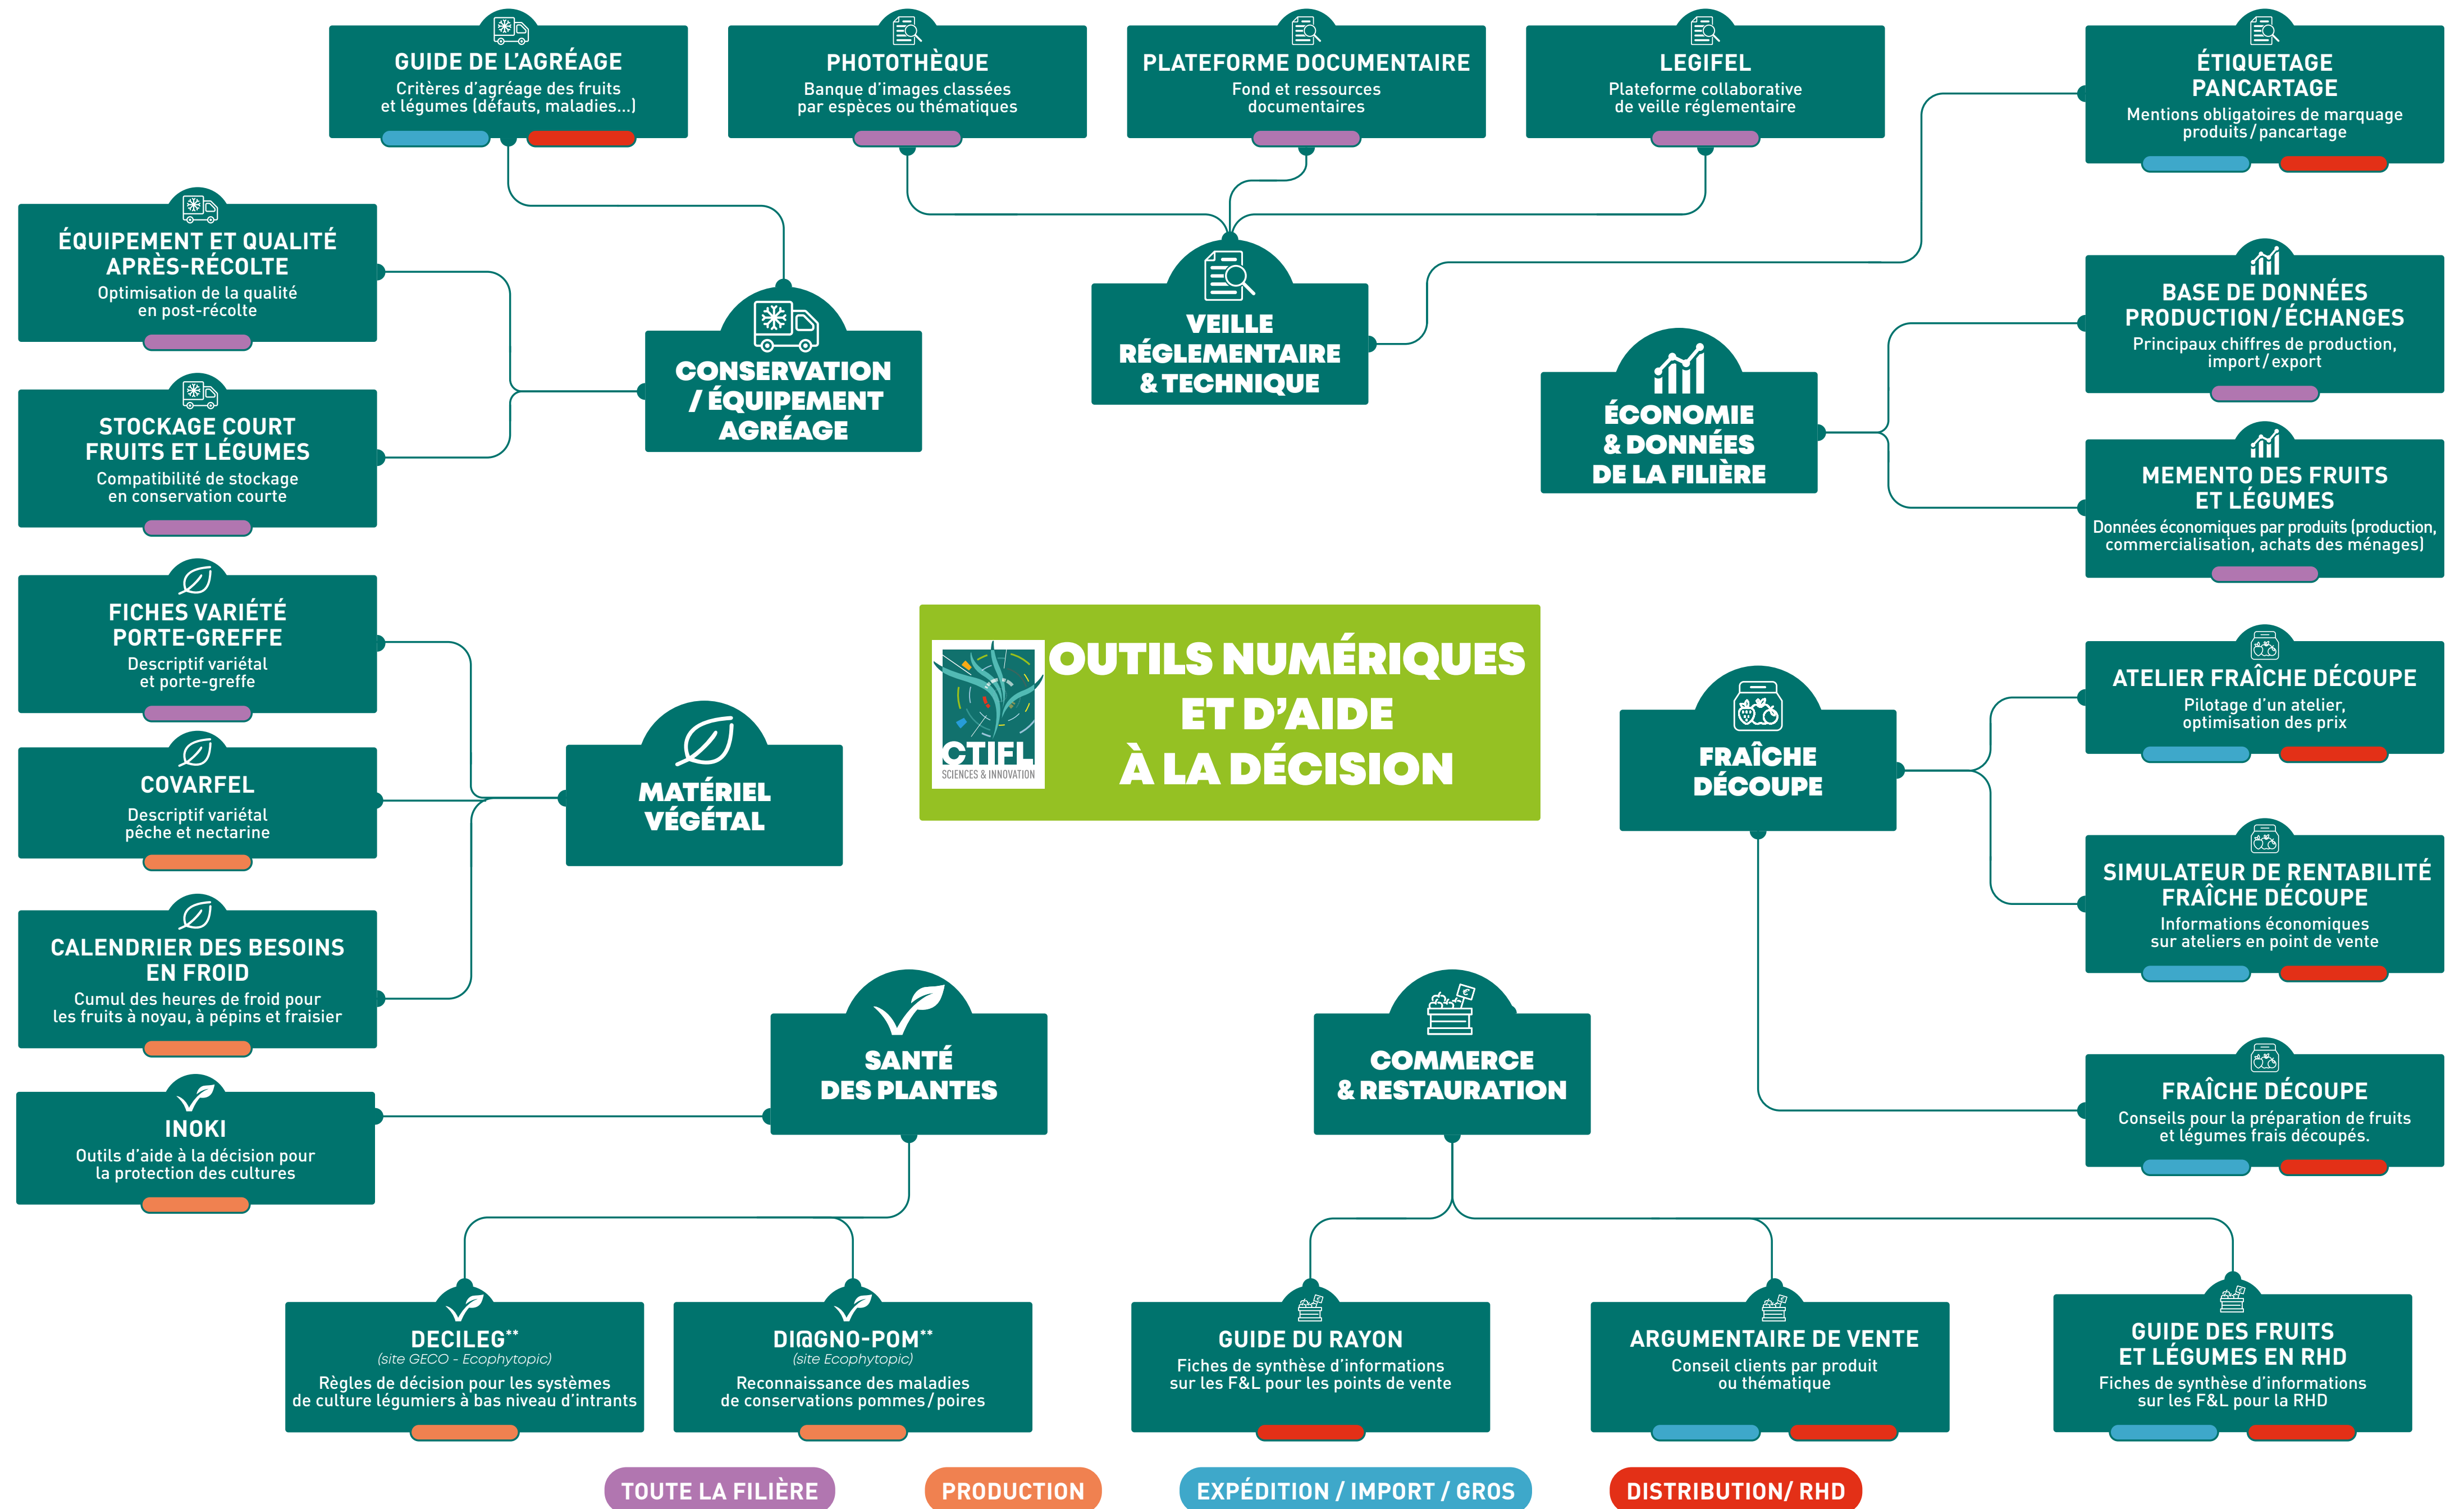 GUIDE DE L'AGRÉAGE
Critères d'agréage des fruits
et légumes (défauts, maladies...)
PHOTOTHÈQUE
Banque d'images classées
par espèces ou thématiques
PLATEFORME DOCUMENTAIRE
Fond et ressources
documentaires
LEGIFEL
Plateforme collaborative
de veille réglementaire
ÉTIQUETAGE
PANCARTAGE
Mentions obligatoires de marquage
produits/pancartage
ÉQUIPEMENT ET QUALITÉ
APRÈS-RÉCOLTE
Optimisation de la qualité
en post-récolte
STOCKAGE COURT
FRUITS ET LÉGUMES
Compatibilité de stockage
en conservation courte
CONSERVATION
/ ÉQUIPEMENT
AGRÉAGE
VEILLE
RÉGLEMENTAIRE
& TECHNIQUE
ÉCONOMIE
& DONNÉES
DE LA FILIÈRE
BASE DE DONNÉES
PRODUCTION/ÉCHANGES
Principaux chiffres de production,
import/export
MEMENTO DES FRUITS
ET LÉGUMES
Données économiques par produits (production,
commercialisation, achats des ménages)
FICHES VARIÉTÉ
PORTE-GREFFE
Descriptif variétal
et porte-greffe
COVARFEL
Descriptif variétal
pêche et nectarine
CALENDRIER DES BESOINS
EN FROID
Cumul des heures de froid pour
les fruits à noyau, à pépins et fraisier
MATÉRIEL
VÉGÉTAL
CTIFL
SCIENCES & INNOVATION
OUTILS NUMÉRIQUES
ET D'AIDE
À LA DÉCISION
FRAÎCHE
DÉCOUPE
ATELIER FRAÎCHE DÉCOUPE
Pilotage d'un atelier,
optimisation des prix
SIMULATEUR DE RENTABILITÉ
FRAÎCHE DÉCOUPE
Informations économiques
sur ateliers en point de vente
FRAÎCHE DÉCOUPE
Conseils pour la préparation de fruits
et légumes frais découpés.
INOKI
Outils d'aide à la décision pour
la protection des cultures
SANTÉ
DES PLANTES
COMMERCE
& RESTAURATION
DECILEG**
(site GECO - Ecophytopic)
Règles de décision pour les systèmes
de culture légumiers à bas niveau d'intrants
DI@GNO-POM**
(site Ecophytopic)
Reconnaissance des maladies
de conservations pommes/poires
GUIDE DU RAYON
Fiches de synthèse d'informations
sur les F&L pour les points de vente
ARGUMENTAIRE DE VENTE
Conseil clients par produit
ou thématique
GUIDE DES FRUITS
ET LÉGUMES EN RHD
Fiches de synthèse d'informations
sur les F&L pour la RHD
TOUTE LA FILIÈRE
PRODUCTION
EXPÉDITION / IMPORT / GROS
DISTRIBUTION/ RHD